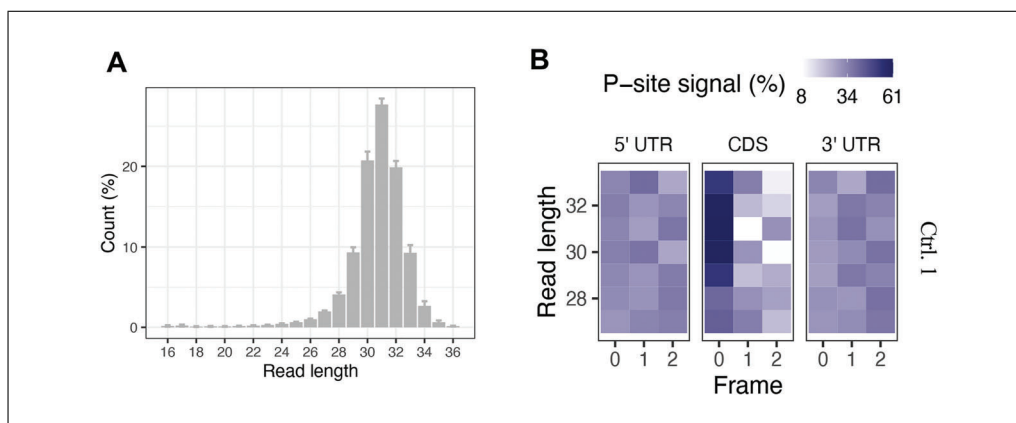 A
Count (%)
20
10
0
16 18 20 22 24 26 28 30 32 34 36
Read length
B
P-site signal (%)
8 34 61
5' UTR CDS 3' UTR
Read length
32
30
28
0 1 2 0 1 2 0 1 2
Frame
Ctrl. 1